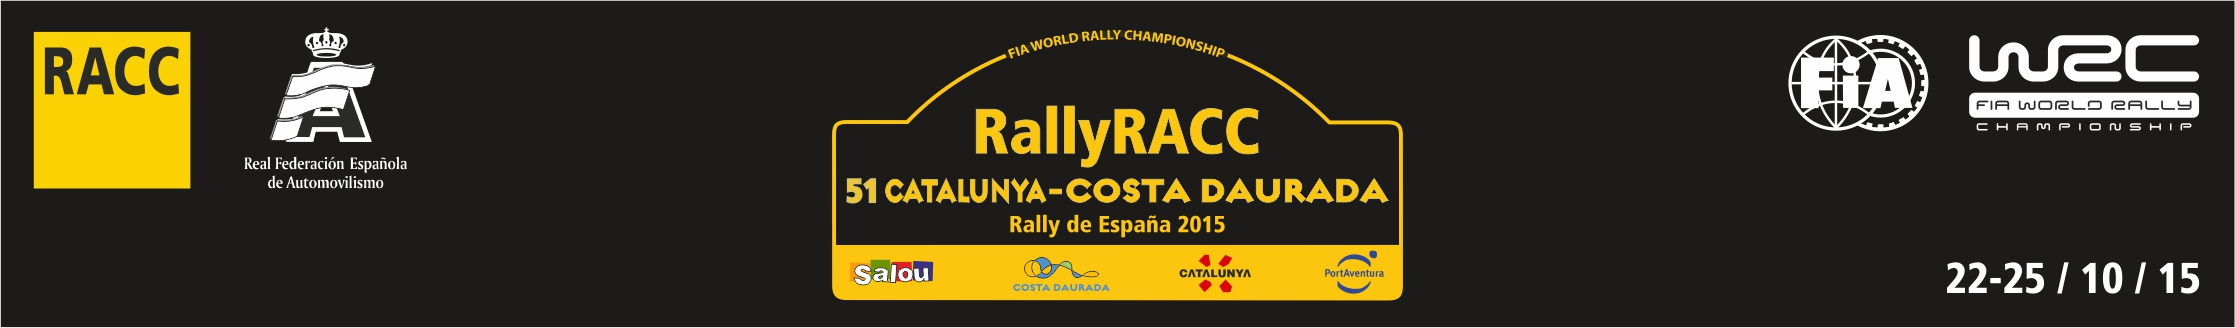 RACC
Real Federación Española
de Automovilismo
FIA WORLD RALLY CHAMPIONSHIP
RallyRACC
51 CATALUNYA-COSTA DAURADA
Rally de España 2015
Salou
COSTA DAURADA
CATALUNYA
PortAventura
FiA
WRC
FIA WORLD RALLY
CHAMPIONSHIP
22-25 / 10 / 15